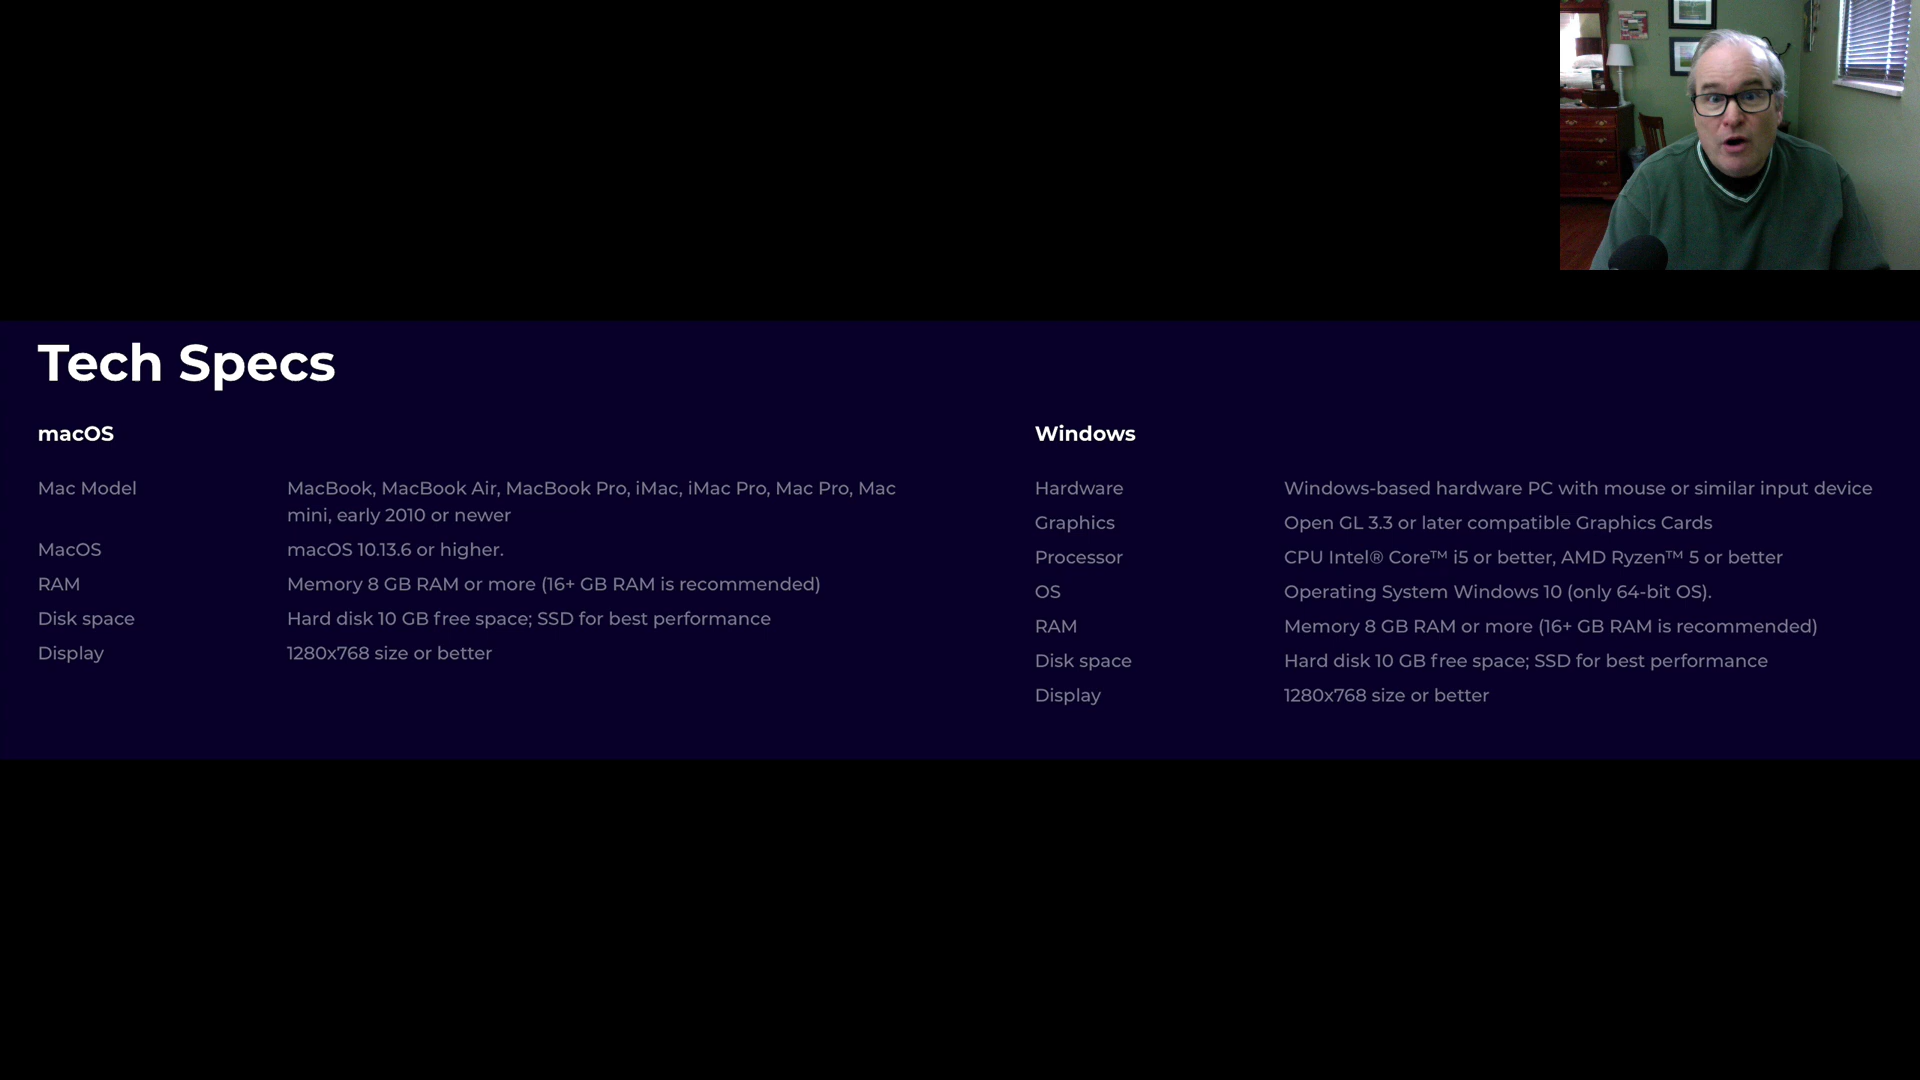 Tech Specs
macOS
Mac Model MacBook, MacBook Air, MacBook Pro, iMac, iMac Pro, Mac Pro, Mac
mini, early 2010 or newer
MacOS macOS 10.13.6 or higher.
RAM Memory 8 GB RAM or more (16+ GB RAM is recommended)
Disk space Hard disk 10 GB free space; SSD for best performance
Display 1280x768 size or better
Windows
Hardware Windows-based hardware PC with mouse or similar input device
Graphics Open GL 3.3 or later compatible Graphics Cards
Processor CPU Intel® Core™ i5 or better, AMD Ryzen™ 5 or better
OS Operating System Windows 10 (only 64-bit OS).
RAM Memory 8 GB RAM or more (16+ GB RAM is recommended)
Disk space Hard disk 10 GB free space; SSD for best performance
Display 1280x768 size or better